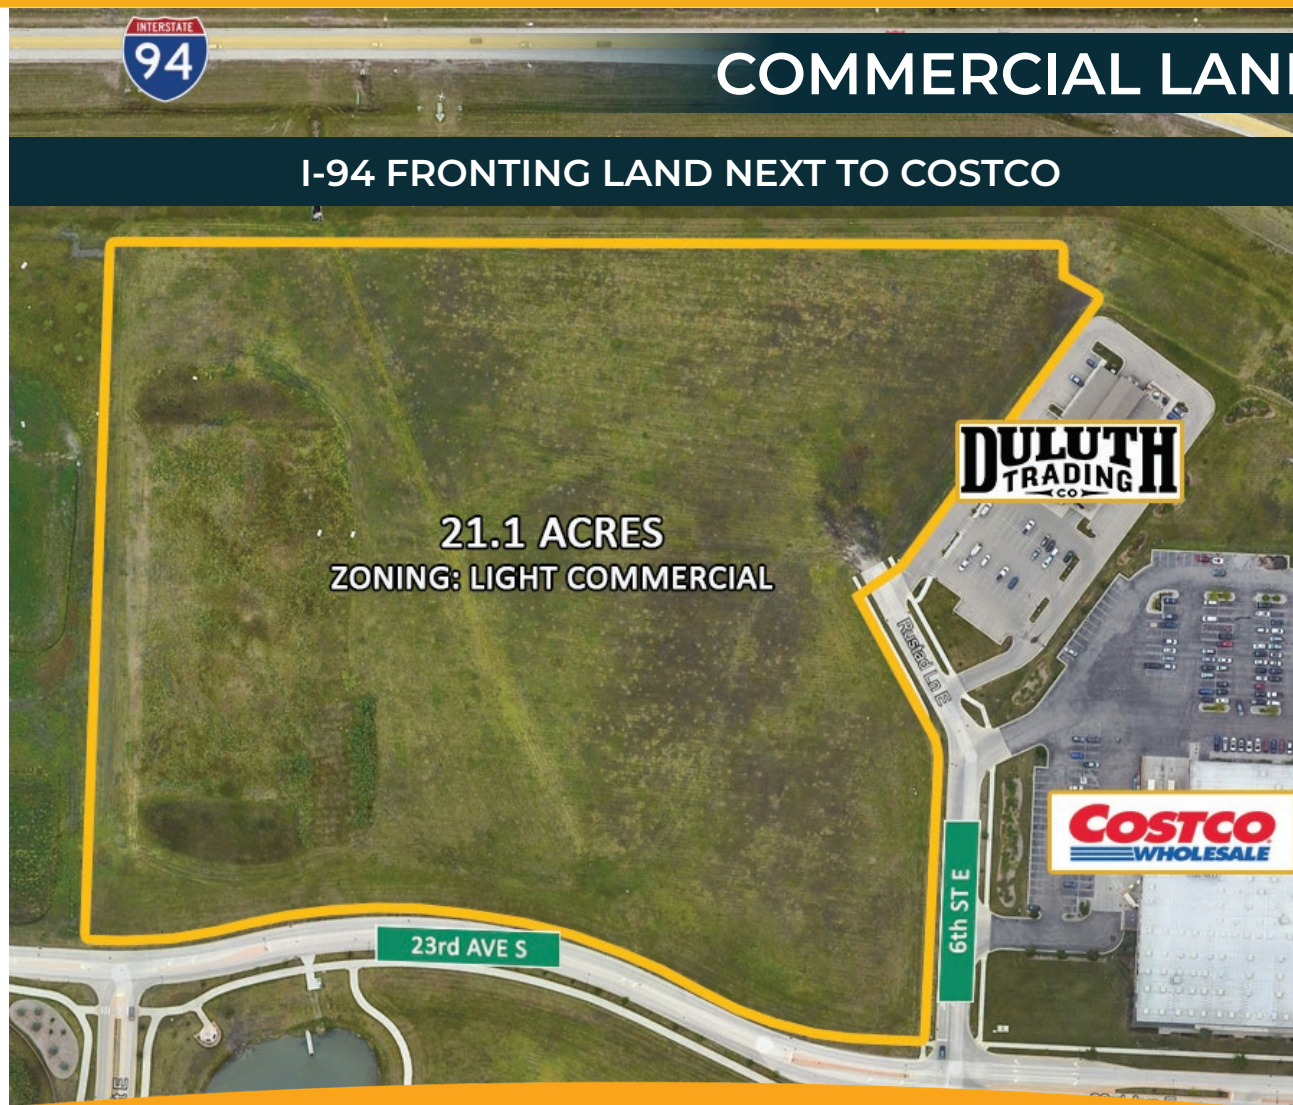 INTERSTATE
94
COMMERCIAL LAN
I-94 FRONTING LAND NEXT TO COSTCO
DULUTH
TRADING
CO
21.1 ACRES
ZONING: LIGHT COMMERCIAL
Rustad Ln E
COSTCO
WHOLESALE
6th ST E
23rd AVE S